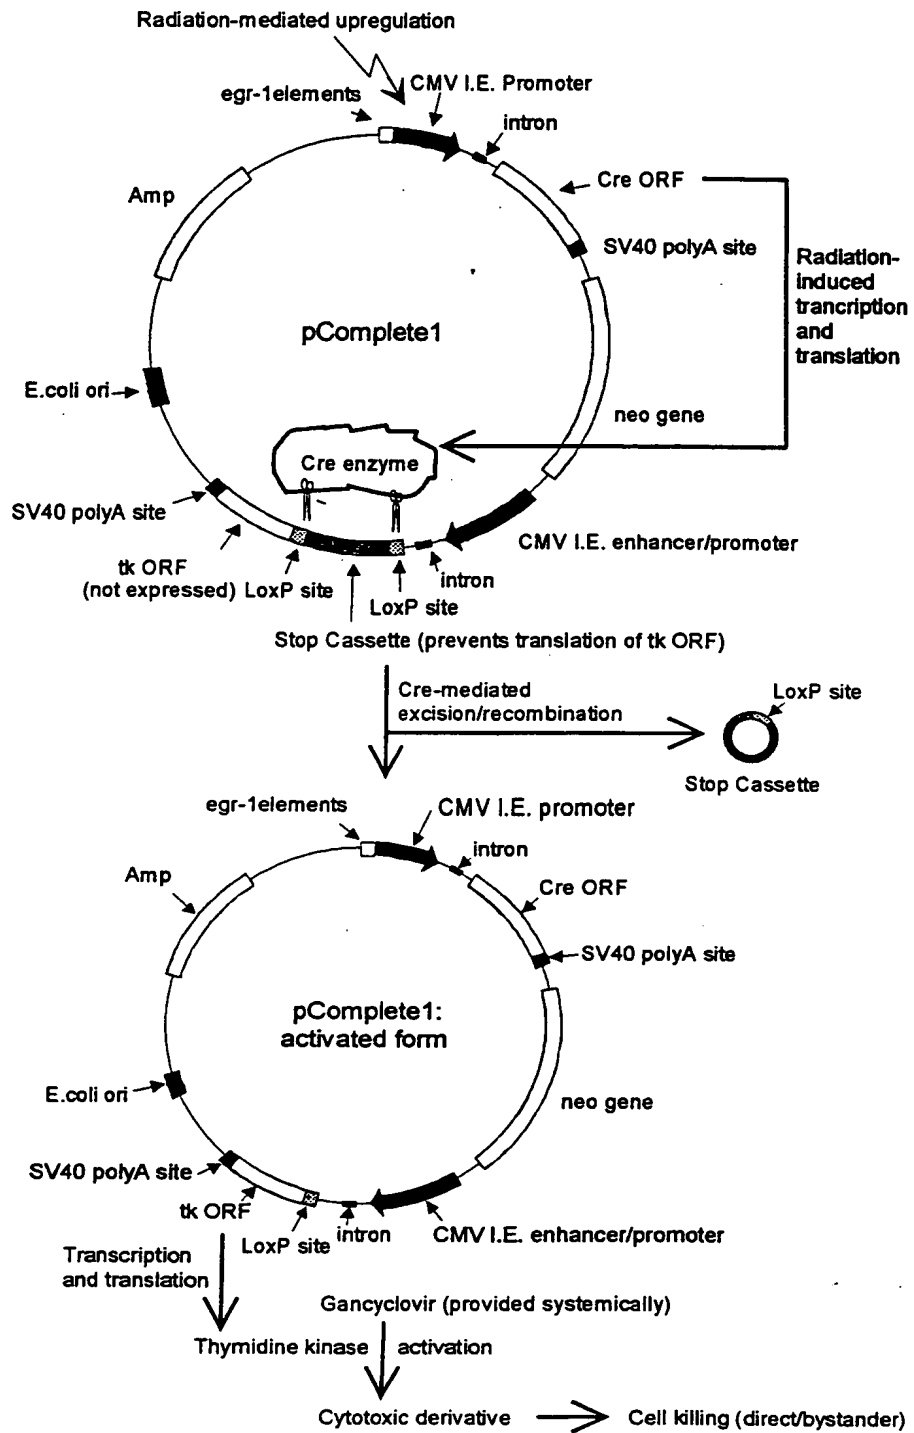 Radiation-mediated upregulation
CMV I.E. Promoter
egr-1elements
intron
Cre ORF
Amp
SV40 polyA site
Radiation-
induced
trancription
and
translation
pComplete1
E.coli ori
neo gene
Cre enzyme
SV40 polyA site
CMV I.E. enhancer/promoter
tk ORF
(not expressed)
LoxP site
intron
LoxP site
Stop Cassette (prevents translation of tk ORF)
Cre-mediated
excision/recombination
LoxP site
Stop Cassette
egr-1elements
CMV I.E. promoter
intron
Amp
Cre ORF
SV40 polyA site
pComplete1:
activated form
E.coli ori
neo gene
SV40 polyA site
tk ORF
LoxP site
intron
CMV I.E. enhancer/promoter
Transcription
and translation
Gancyclovir (provided systemically)
Thymidine kinase
activation
Cytotoxic derivative
Cell killing (direct/bystander)